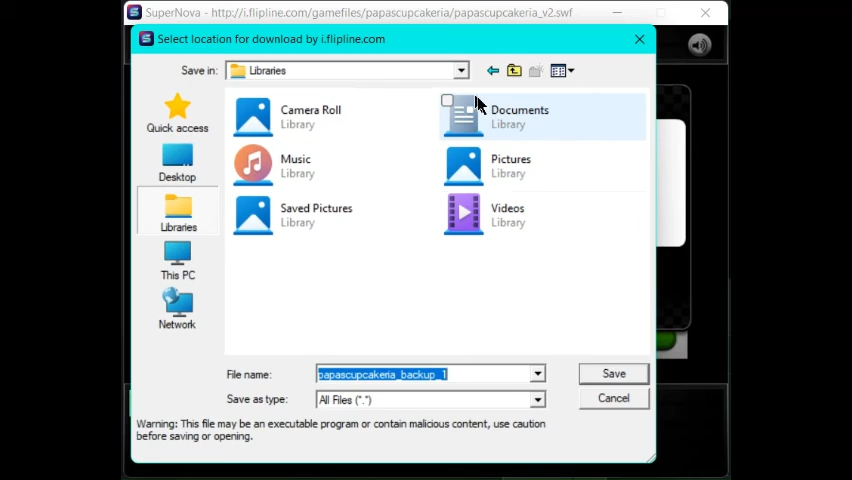 SuperNova - http://i.flipline.com/gamefiles/papascupcakeria/papascupcakeria_v2.swf
Select location for download by i.flipline.com
Save in: Libraries
Quick access
Desktop
Libraries
This PC
Network
Camera Roll
Library
Documents
Library
Music
Library
Pictures
Library
Saved Pictures
Library
Videos
Library
File name: papascupcakeria_backup_1 Save
Save as type: All Files (*.*) Cancel
Warning: This file may be an executable program or contain malicious content, use caution
before saving or opening.